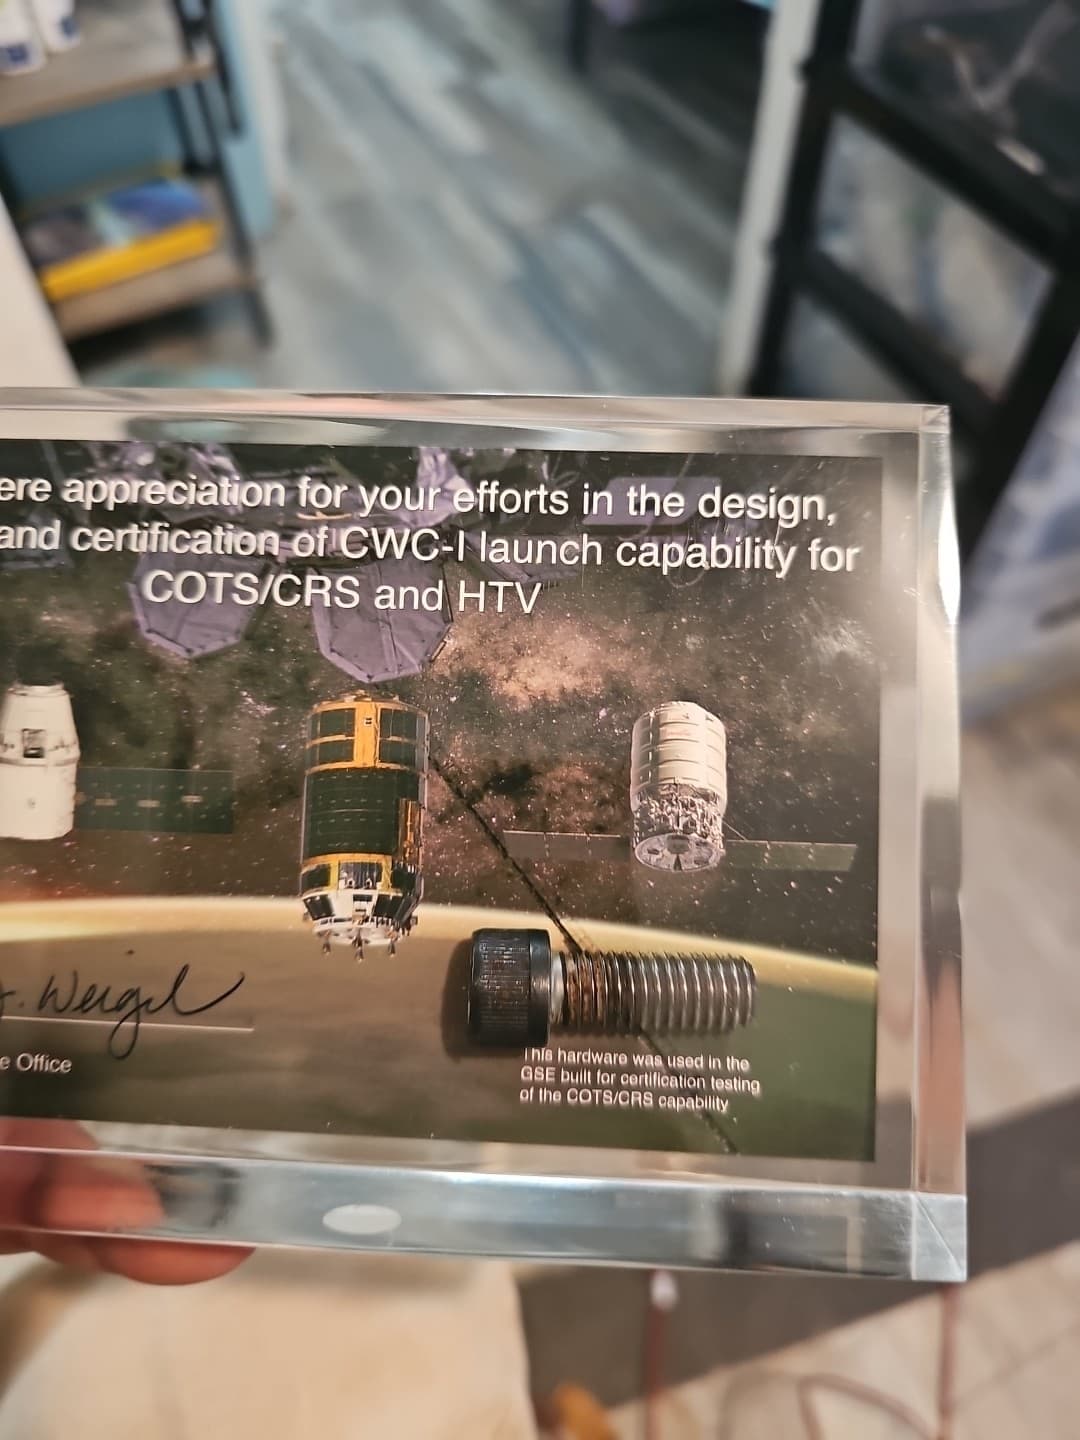 ere appreciation for your efforts in the design,
and certification of CWC-I launch capability for
COTS/CRS and HTV
. Weigel
e Office
This hardware was used in the
GSE built for certification testing
of the COTS/CRS capability